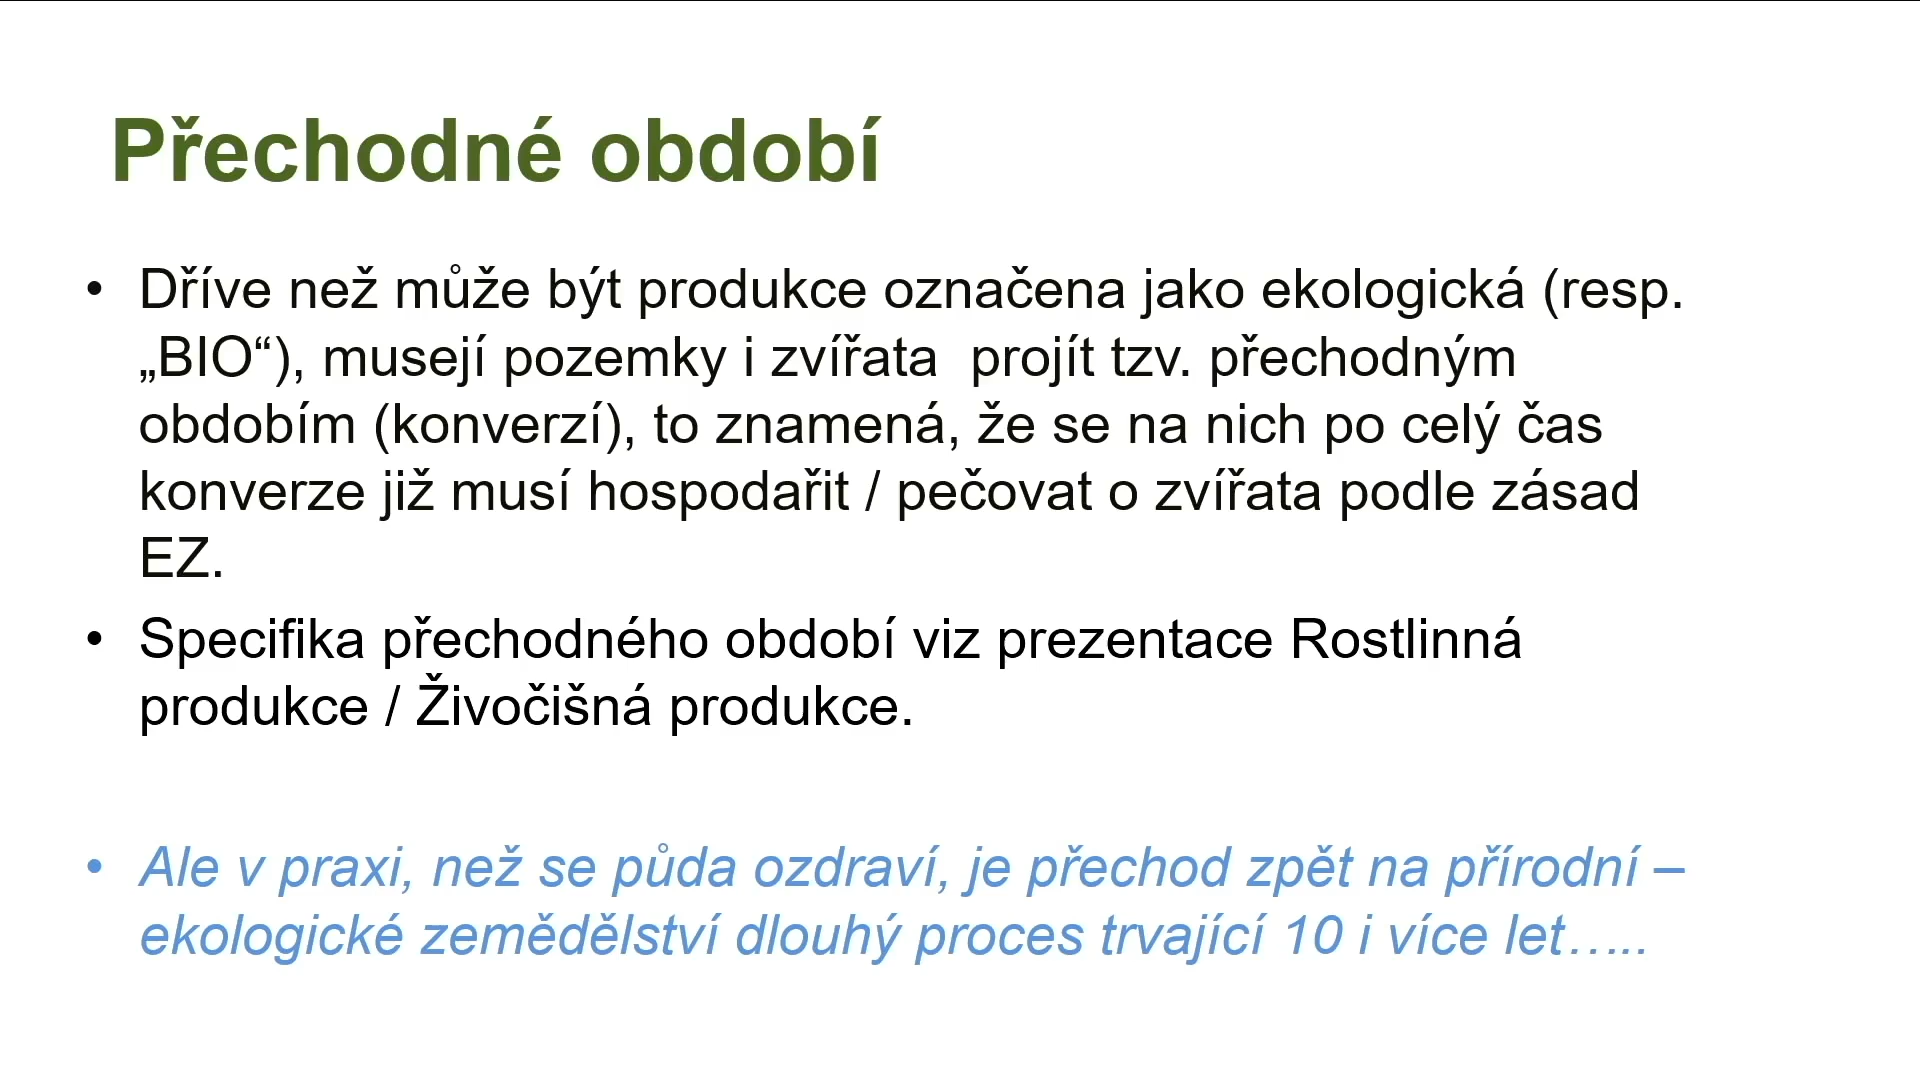 Přechodné období
• Dříve než může být produkce označena jako ekologická (resp.
„BIO“), musejí pozemky i zvířata  projít tzv. přechodným
obdobím (konverzí), to znamená, že se na nich po celý čas
konverze již musí hospodařit / pečovat o zvířata podle zásad
EZ.
• Specifika přechodného období viz prezentace Rostlinná
produkce / Živočišná produkce.
• Ale v praxi, než se půda ozdraví, je přechod zpět na přírodní –
ekologické zemědělství dlouhý proces trvající 10 i více let…..